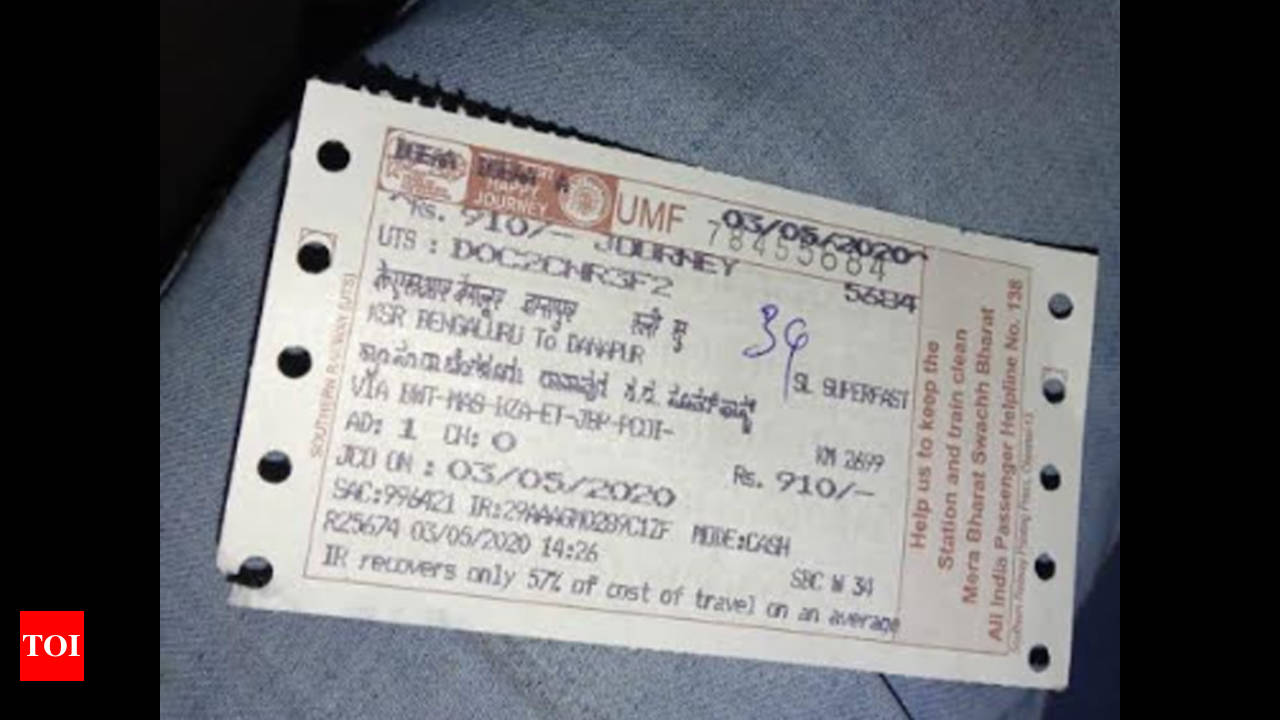 HAPPY
JOURNEY
UMF 78455684
03/05/2020
Rs. 910/- JOURNEY
UTS : DOC2CNR3F2 5684
केएसआर बेंगलूर दानापुर
34
KSR BENGALURU To DANAPUR
SL SUPERFAST
VIA BWT-MAS-BZA-ET-JBP-PCOI-
AD: 1 CH: 0 KM 2699
JCO ON : 03/05/2020 Rs. 910/-
SAC:996421 IR:29AAAGM0289C1ZF MODE:CASH
R25674 03/05/2020 14:26 SBC W 34
IR recovers only 57% of cost of travel on an average
SOUTHERN RAILWAY (UTS)
Help us to keep the
Station and train clean
Mera Bharat Swachh Bharat
All India Passenger Helpline No. 138
TOI